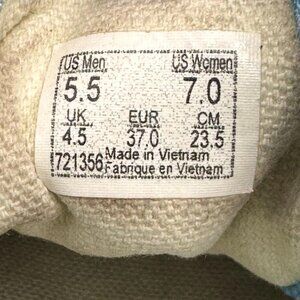 US Men US Women
5.5 7.0
UK EUR CM
4.5 37.0 23.5
721356 Made in Vietnam
Fabrique en Vietnam